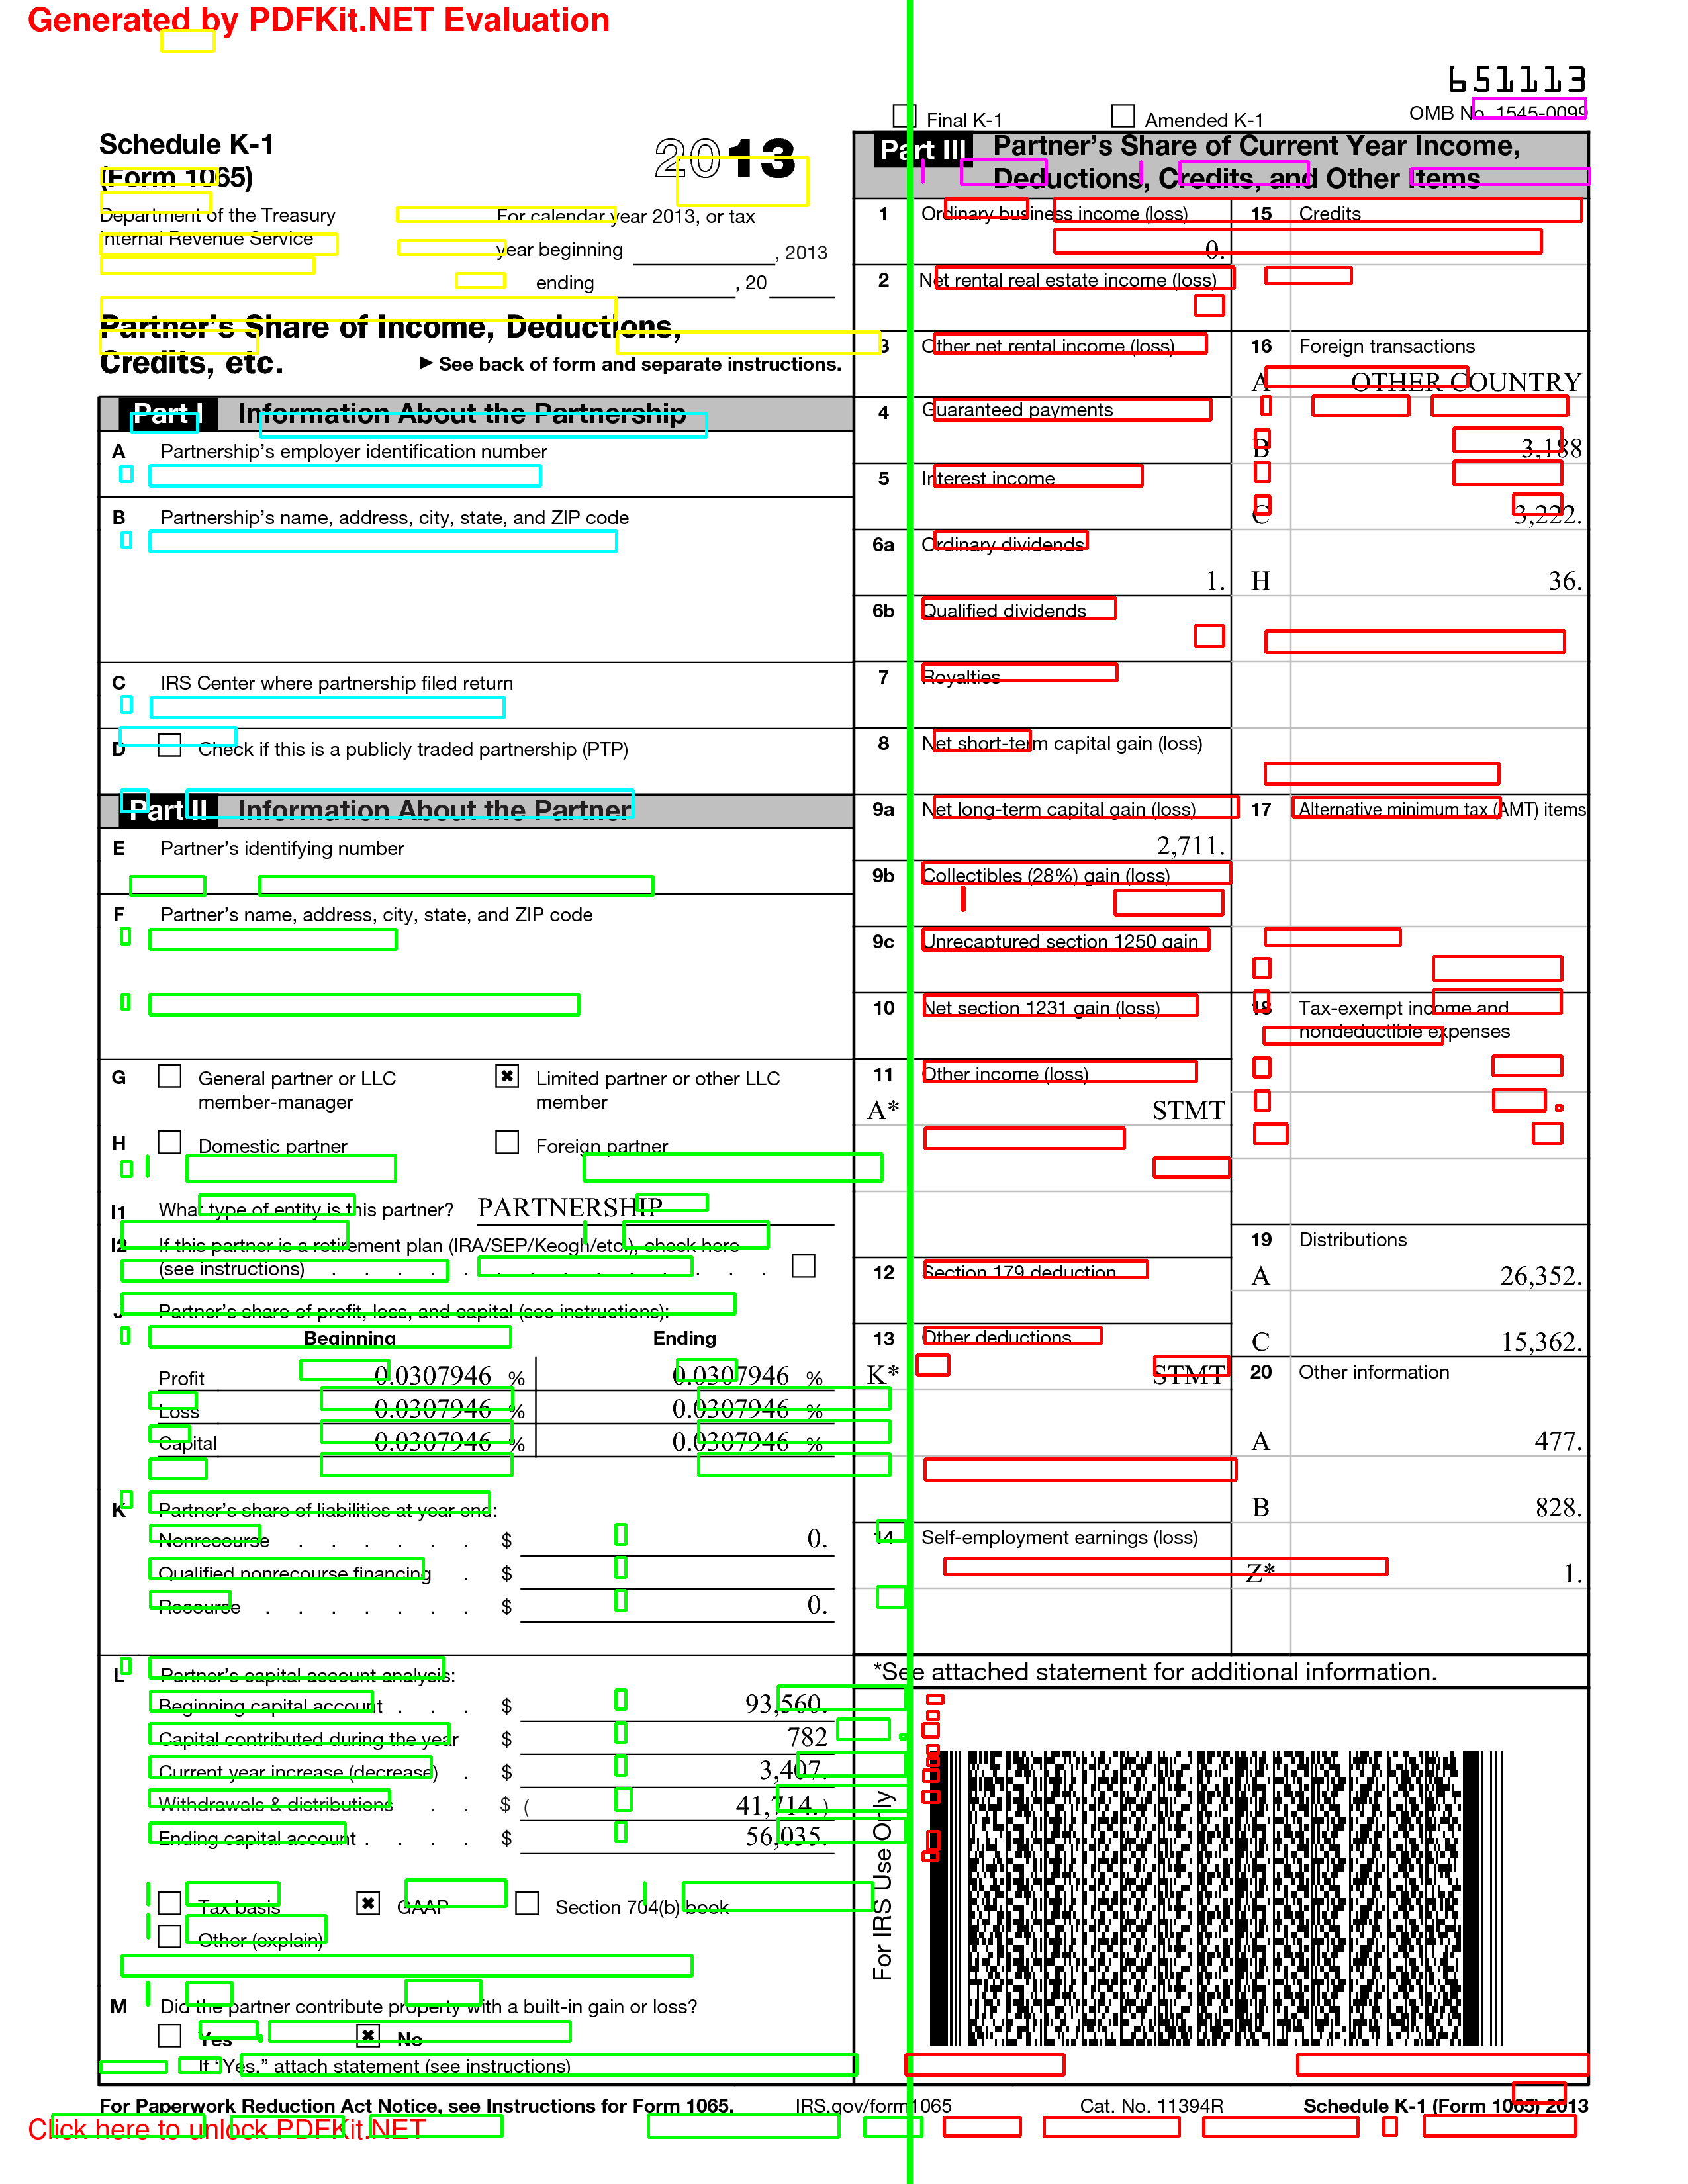 Generated by PDFKit.NET Evaluation
651113
Final K-1
Amended K-1
OMB No. 1545-0099
Schedule K-1
(Form 1065)
2013
Department of the Treasury
Internal Revenue Service
For calendar year 2013, or tax
year beginning , 2013
ending , 20
Partner's Share of Income, Deductions,
Credits, etc.
► See back of form and separate instructions.
Part I Information About the Partnership
A Partnership's employer identification number
B Partnership's name, address, city, state, and ZIP code
C IRS Center where partnership filed return
D Check if this is a publicly traded partnership (PTP)
Part II Information About the Partner
E Partner's identifying number
F Partner's name, address, city, state, and ZIP code
G General partner or LLC
member-manager
✖ Limited partner or other LLC
member
H Domestic partner
Foreign partner
I1 What type of entity is this partner? PARTNERSHIP
I2 If this partner is a retirement plan (IRA/SEP/Keogh/etc.), check here
(see instructions) . . . . . . . . . . . . . .
J Partner's share of profit, loss, and capital (see instructions):
Beginning Ending
Profit 0.0307946 % 0.0307946 %
Loss 0.0307946 % 0.0307946 %
Capital 0.0307946 % 0.0307946 %
K Partner's share of liabilities at year end:
Nonrecourse . . . . . . $ 0.
Qualified nonrecourse financing . $
Recourse . . . . . . . $ 0.
L Partner's capital account analysis:
Beginning capital account . . . $ 93,560.
Capital contributed during the year $ 782
Current year increase (decrease) . $ 3,407.
Withdrawals & distributions . . $ ( 41,714. )
Ending capital account . . . . $ 56,035.
Tax basis ✖ GAAP Section 704(b) book
Other (explain)
M Did the partner contribute property with a built-in gain or loss?
Yes ✖ No
If "Yes," attach statement (see instructions)
Part III Partner's Share of Current Year Income,
Deductions, Credits, and Other Items
1 Ordinary business income (loss)
0.
2 Net rental real estate income (loss)
3 Other net rental income (loss)
4 Guaranteed payments
5 Interest income
6a Ordinary dividends
1.
6b Qualified dividends
7 Royalties
8 Net short-term capital gain (loss)
9a Net long-term capital gain (loss)
2,711.
9b Collectibles (28%) gain (loss)
9c Unrecaptured section 1250 gain
10 Net section 1231 gain (loss)
11 Other income (loss)
A* STMT
12 Section 179 deduction
13 Other deductions
K* STMT
14 Self-employment earnings (loss)
15 Credits
16 Foreign transactions
A OTHER COUNTRY
B 3,188
C 3,222.
H 36.
17 Alternative minimum tax (AMT) items
18 Tax-exempt income and
nondeductible expenses
19 Distributions
A 26,352.
C 15,362.
20 Other information
A 477.
B 828.
Z* 1.
*See attached statement for additional information.
For IRS Use Only
For Paperwork Reduction Act Notice, see Instructions for Form 1065. IRS.gov/form1065 Cat. No. 11394R Schedule K-1 (Form 1065) 2013
Click here to unlock PDFKit.NET